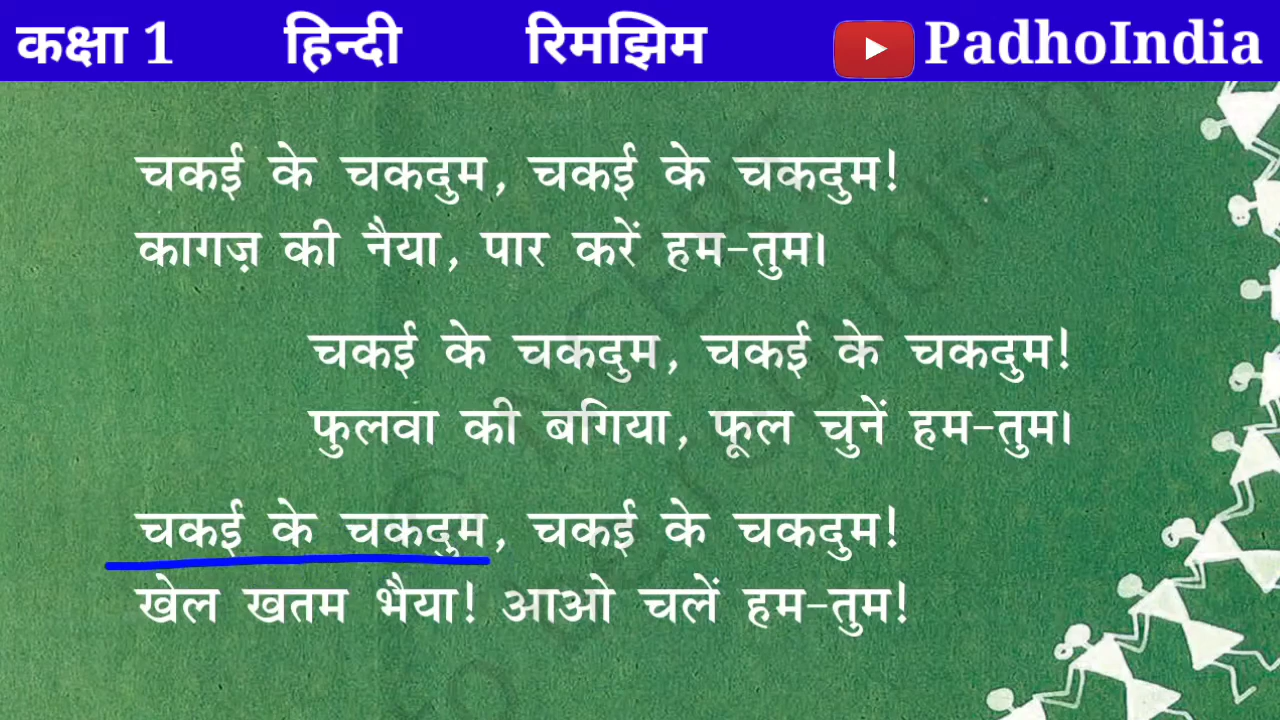 कक्षा 1 हिन्दी रिमझिम PadhoIndia
चकई के चकदुम, चकई के चकदुम!
कागज़ की नैया, पार करें हम-तुम।
चकई के चकदुम, चकई के चकदुम!
फुलवा की बगिया, फूल चुनें हम-तुम।
चकई के चकदुम, चकई के चकदुम!
खेल खतम भैया! आओ चलें हम-तुम!